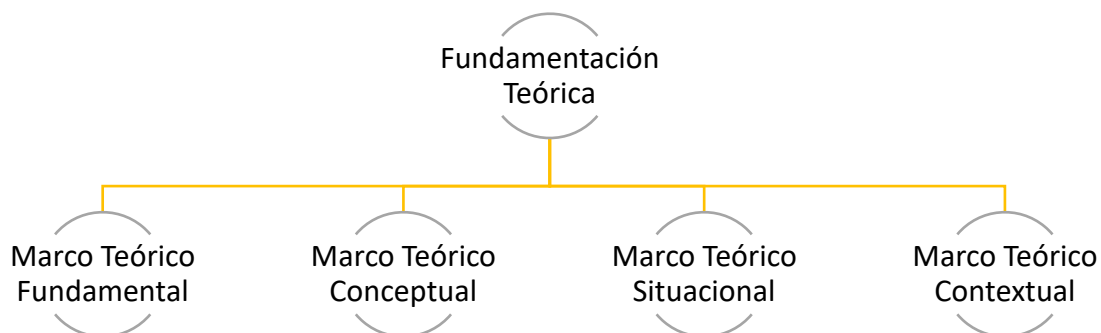 Fundamentación
Teórica
Marco Teórico
Fundamental
Marco Teórico
Conceptual
Marco Teórico
Situacional
Marco Teórico
Contextual